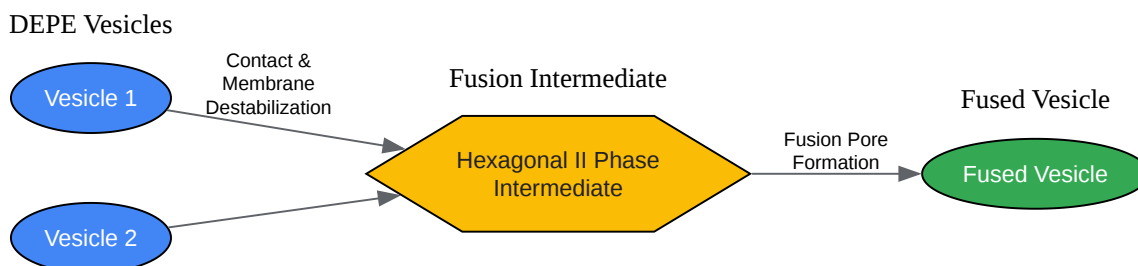 DEPE Vesicles
Vesicle 1
Vesicle 2
Contact &
Membrane
Destabilization
Fusion Intermediate
Hexagonal II Phase
Intermediate
Fusion Pore
Formation
Fused Vesicle
Fused Vesicle